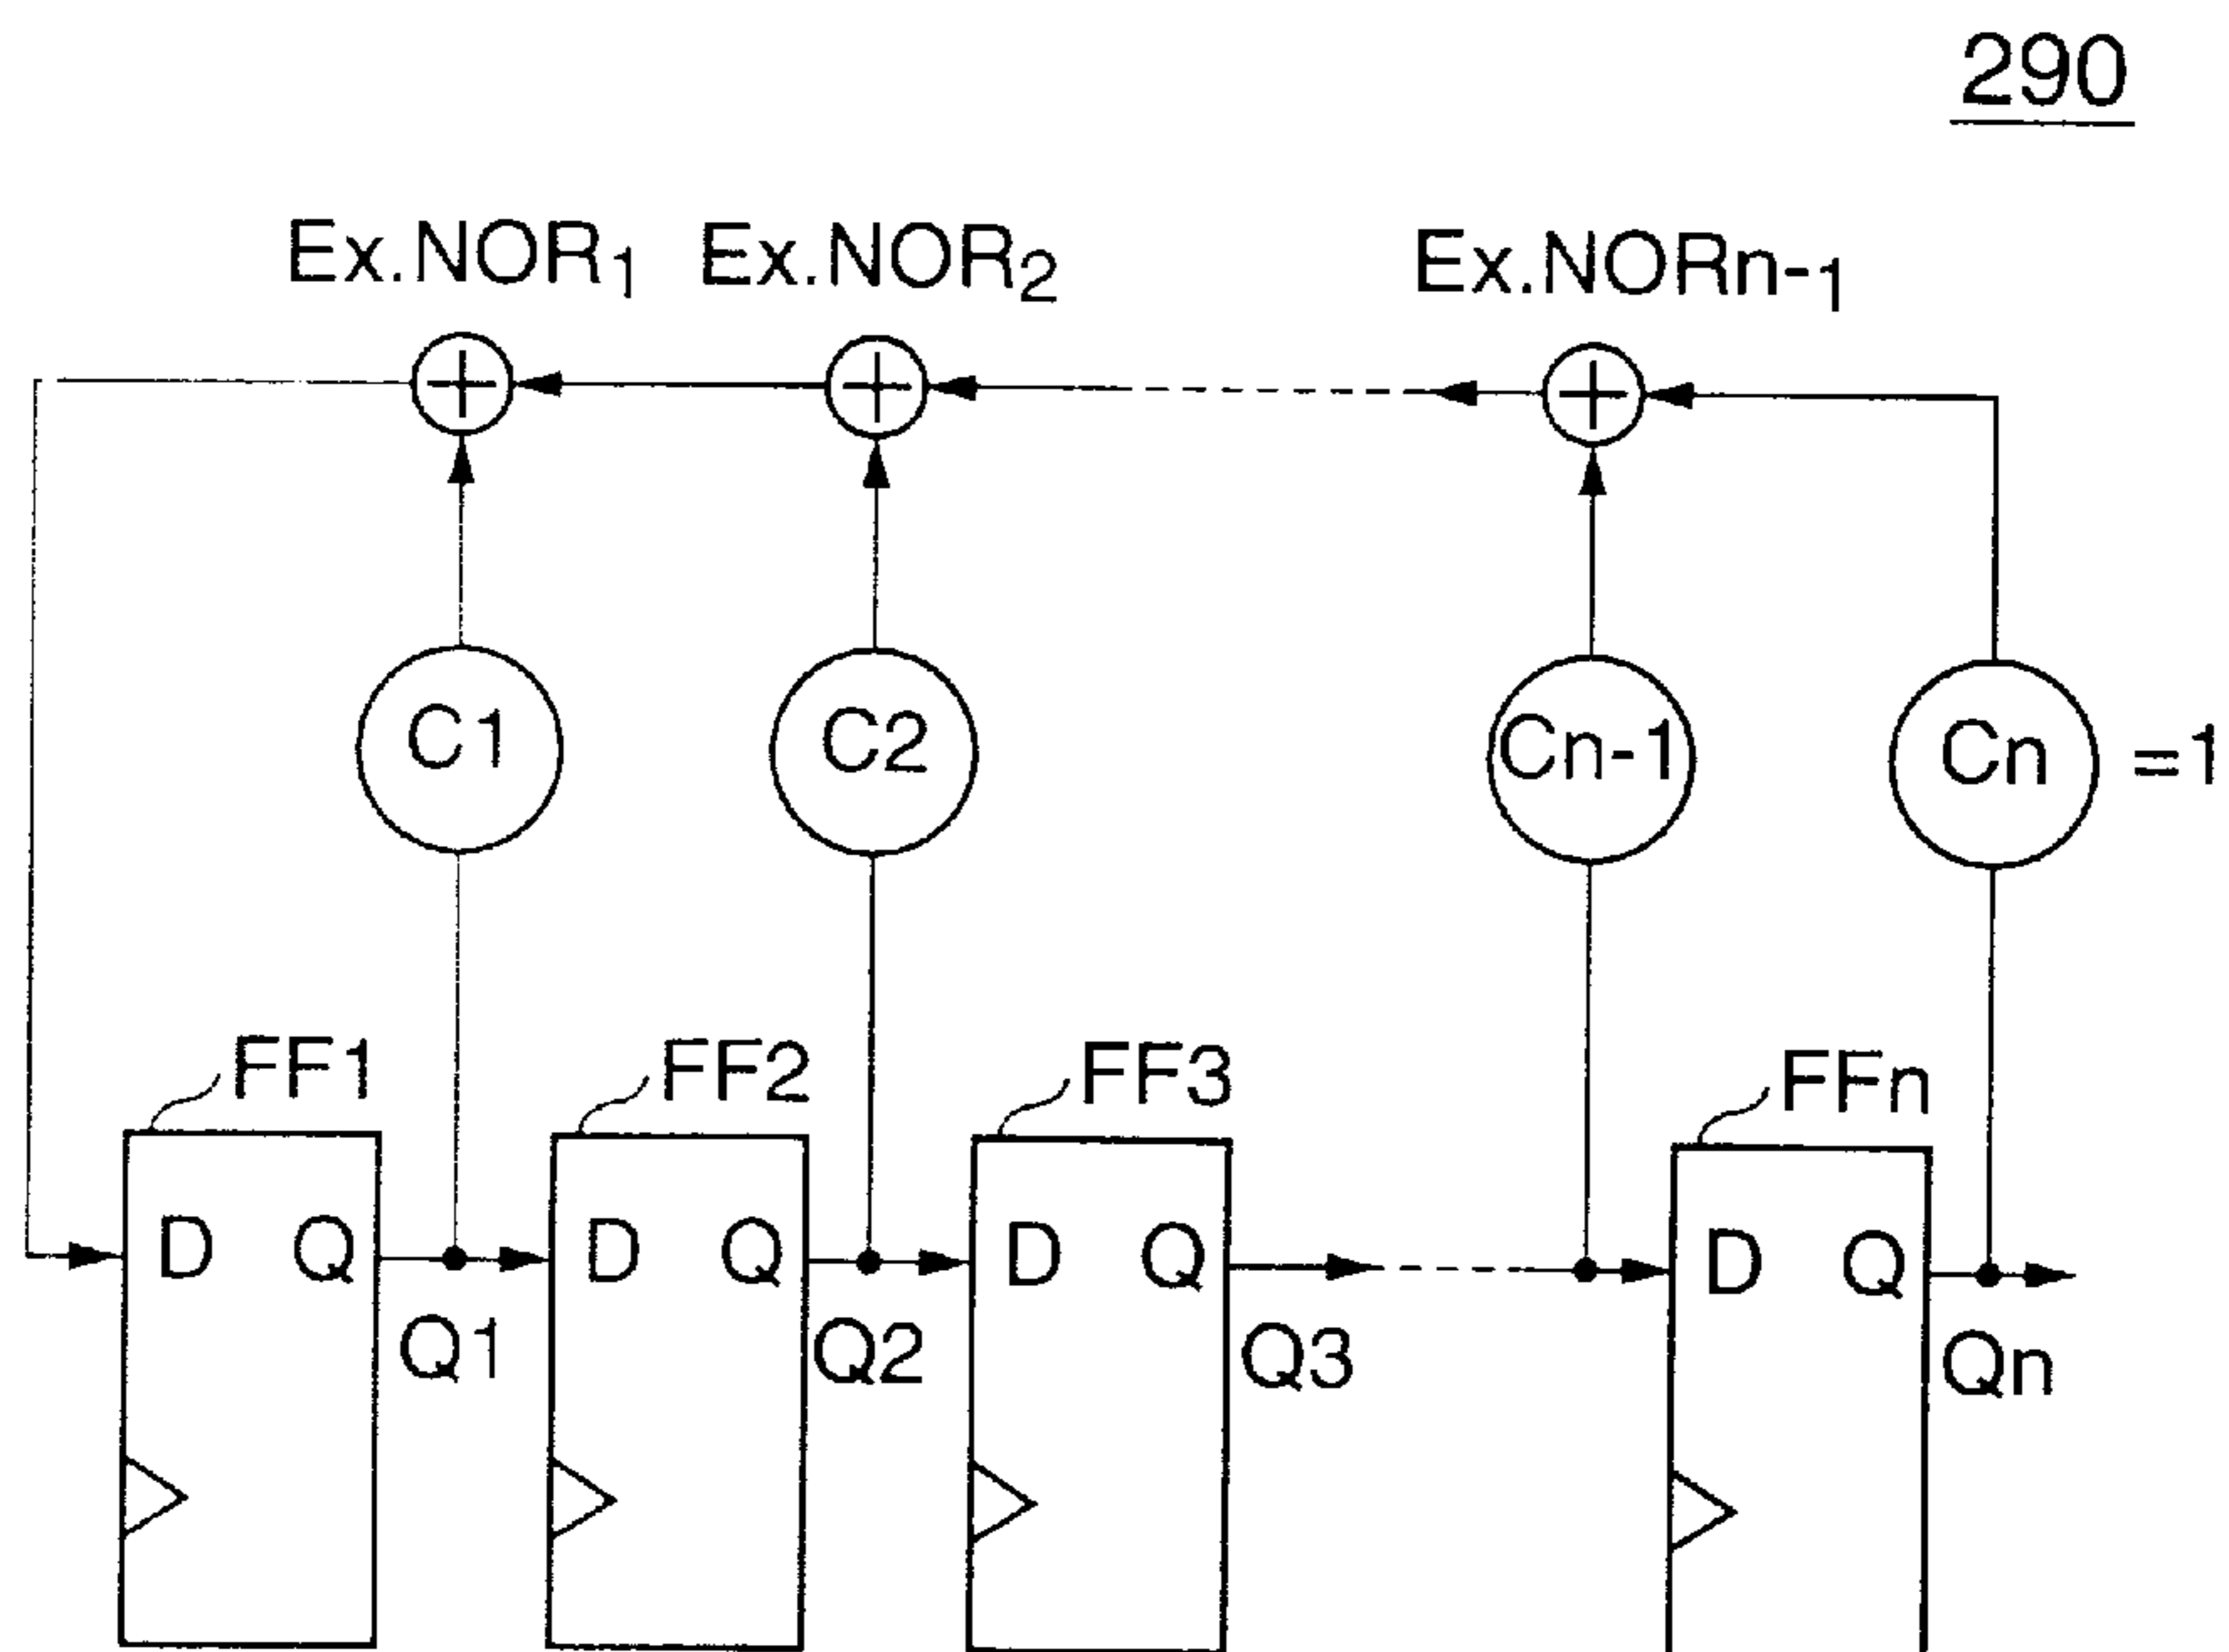 290
Ex.NOR1 Ex.NOR2 Ex.NORn-1
C1 C2 Cn-1 Cn =1
FF1 FF2 FF3 FFn
D Q D Q D Q D Q
Q1 Q2 Q3 Qn